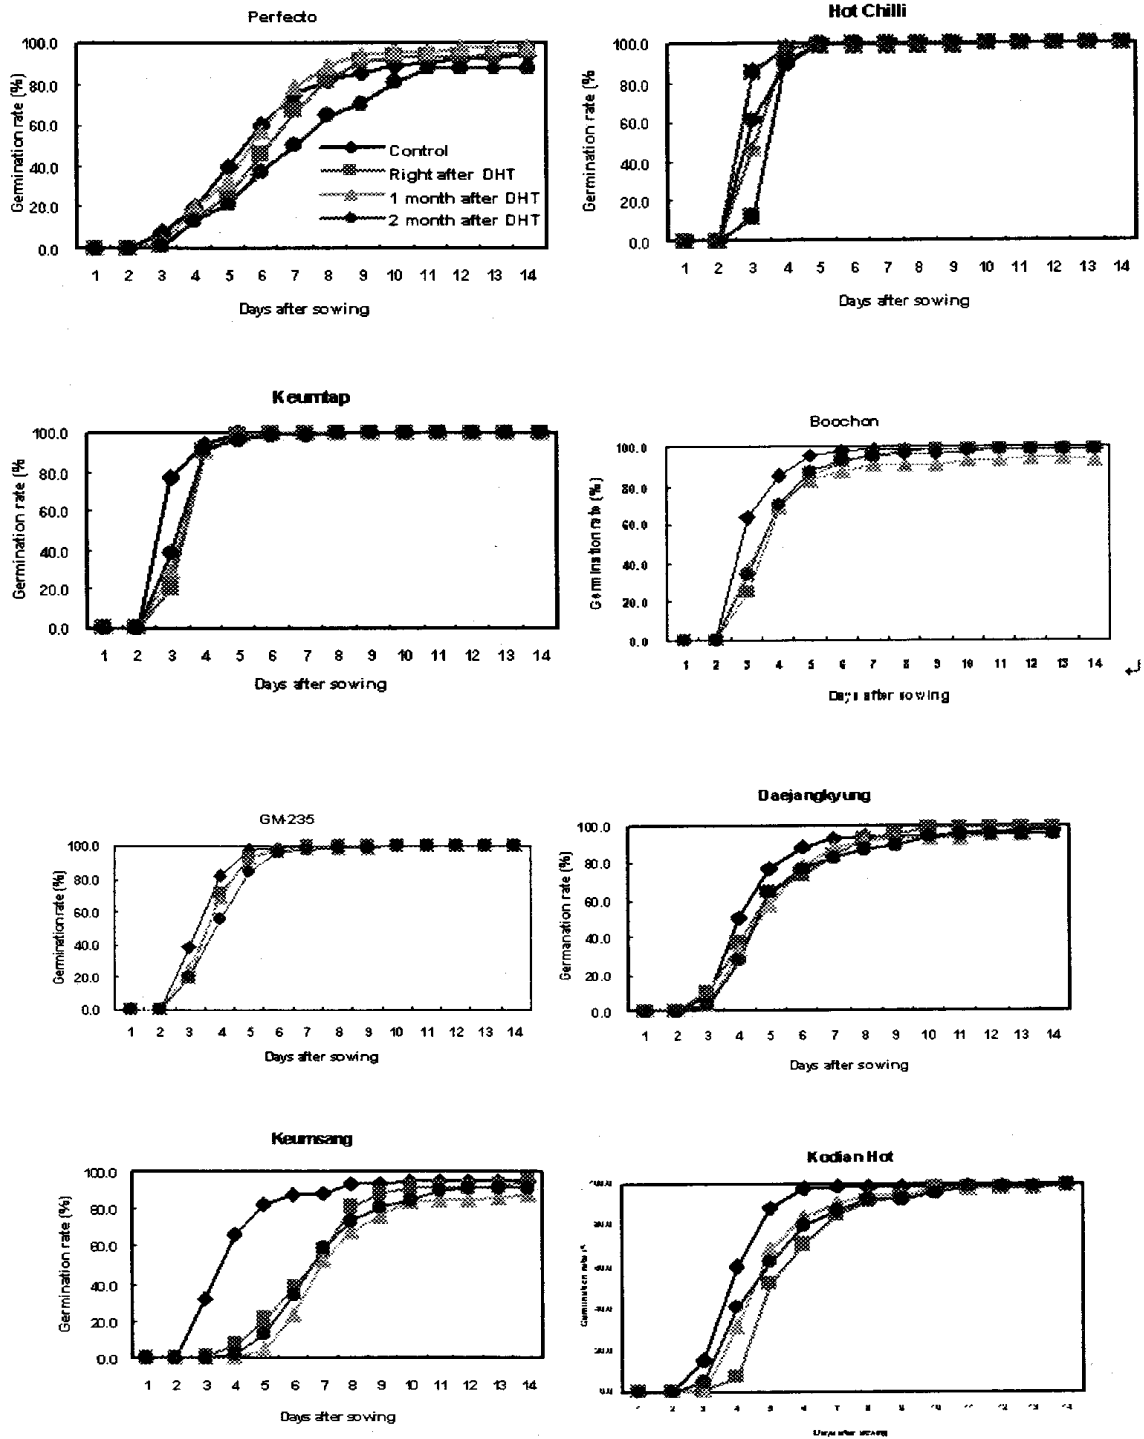 Perfecto
Germination rate (%)
100.0
80.0
60.0
40.0
20.0
0.0
Control
Right after DHT
1 month after DHT
2 month after DHT
1 2 3 4 5 6 7 8 9 10 11 12 13 14
Days after sowing
Hot Chilli
Germination rate (%)
100.0
80.0
60.0
40.0
20.0
0.0
1 2 3 4 5 6 7 8 9 10 11 12 13 14
Days after sowing
Keumtap
Germination rate (%
100.0
80.0
60.0
40.0
20.0
0.0
1 2 3 4 5 6 7 8 9 10 11 12 13 14
Days after sowing
Boochon
Germination rate (%)
100.0
80.0
60.0
40.0
20.0
0.0
1 2 3 4 5 6 7 8 9 10 11 12 13 14
Days after sowing
GM-235
Germination rate (%)
100.0
80.0
60.0
40.0
20.0
0.0
1 2 3 4 5 6 7 8 9 10 11 12 13 14
Days after sowing
Daejangkyung
Germanation rate (%)
100.0
80.0
60.0
40.0
20.0
0.0
1 2 3 4 5 6 7 8 9 10 11 12 13 14
Days after sowing
Keumsang
Germination rate (%)
100.0
80.0
60.0
40.0
20.0
0.0
1 2 3 4 5 6 7 8 9 10 11 12 13 14
Days after sowing
Kodian Hot
Germination rate
Days after sowing